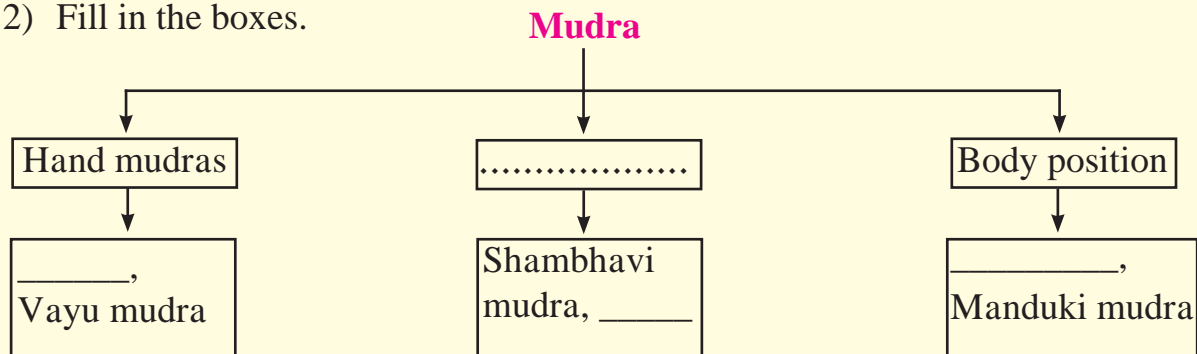 2) Fill in the boxes.
Mudra
Hand mudras
...................
Body position
______,
Vayu mudra
Shambhavi
mudra, _____
_________,
Manduki mudra